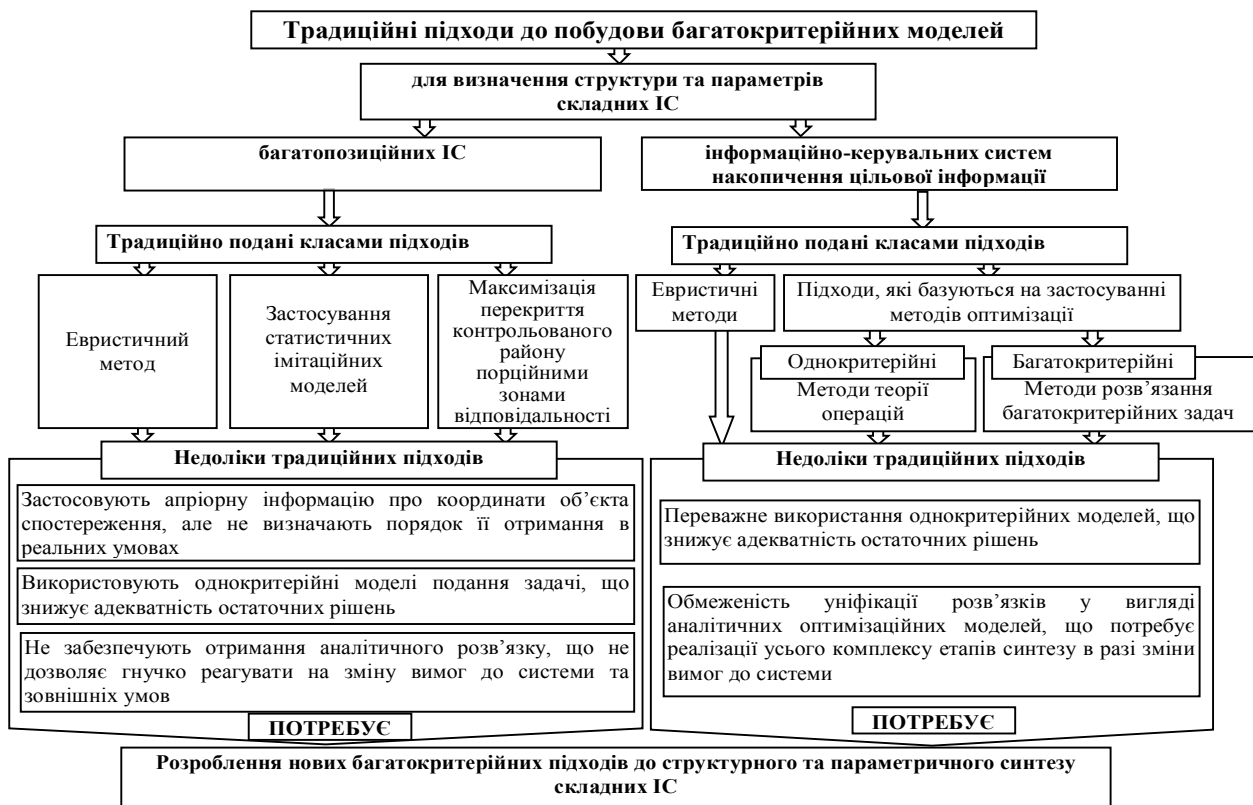 Традиційні підходи до побудови багатокритерійних моделей
для визначення структури та параметрів
складних ІС
багатопозиційних ІС
інформаційно-керувальних систем
накопичення цільової інформації
Традиційно подані класами підходів
Традиційно подані класами підходів
Евристичний
метод
Застосування
статистичних
імітаційних
моделей
Максимізація
перекриття
контрольованого
району
порційними
зонами
відповідальності
Евристичні
методи
Підходи, які базуються на застосуванні
методів оптимізації
Однокритерійні
Методи теорії
операцій
Багатокритерійні
Методи розв’язання
багатокритерійних задач
Недоліки традиційних підходів
Застосовують апріорну інформацію про координати об’єкта
спостереження, але не визначають порядок її отримання в
реальних умовах
Використовують однокритерійні моделі подання задачі, що
знижує адекватність остаточних рішень
Не забезпечують отримання аналітичного розв’язку, що не
дозволяє гнучко реагувати на зміну вимог до системи та
зовнішніх умов
ПОТРЕБУЄ
Недоліки традиційних підходів
Переважне використання однокритерійних моделей, що
знижує адекватність остаточних рішень
Обмеженість уніфікації розв’язків у вигляді
аналітичних оптимізаційних моделей, що потребує
реалізації усього комплексу етапів синтезу в разі зміни
вимог до системи
ПОТРЕБУЄ
Розроблення нових багатокритерійних підходів до структурного та параметричного синтезу
складних ІС